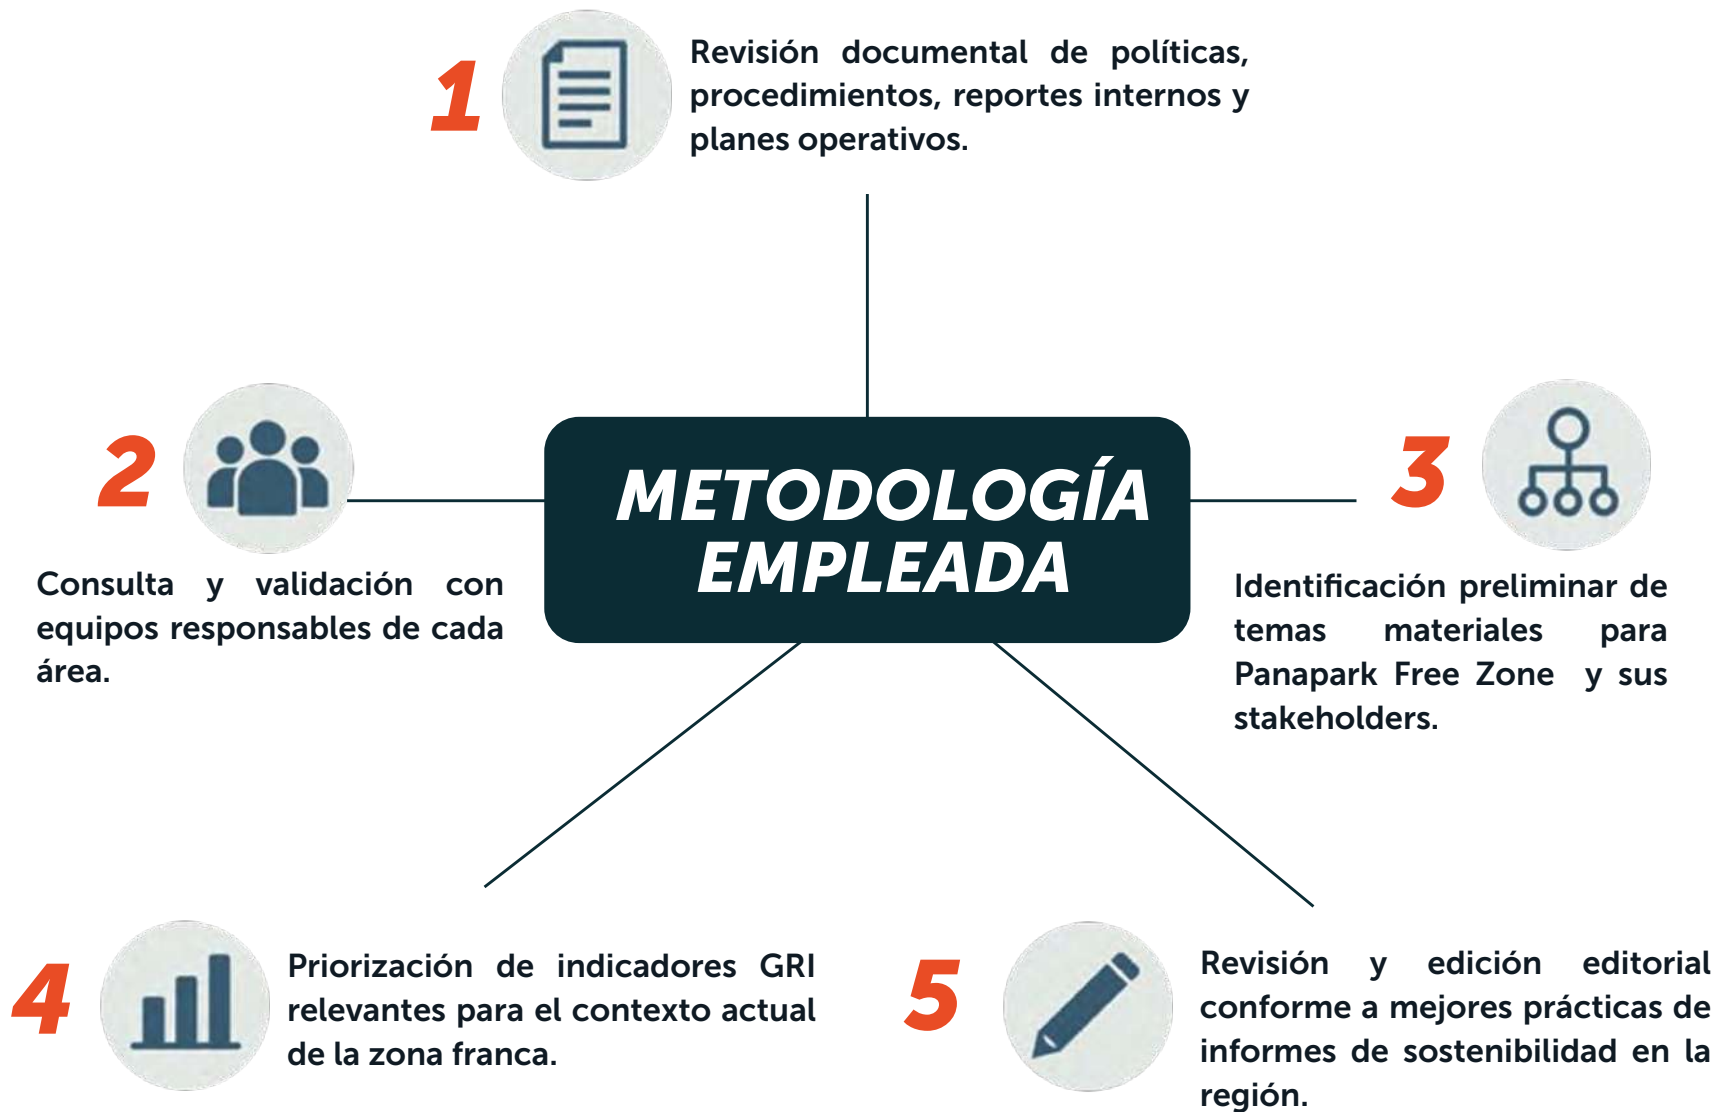 1
Revisión documental de políticas,
procedimientos, reportes internos y
planes operativos.
2
Consulta y validación con
equipos responsables de cada
área.
METODOLOGÍA
EMPLEADA
3
Identificación preliminar de
temas materiales para
Panapark Free Zone y sus
stakeholders.
4
Priorización de indicadores GRI
relevantes para el contexto actual
de la zona franca.
5
Revisión y edición editorial
conforme a mejores prácticas de
informes de sostenibilidad en la
región.